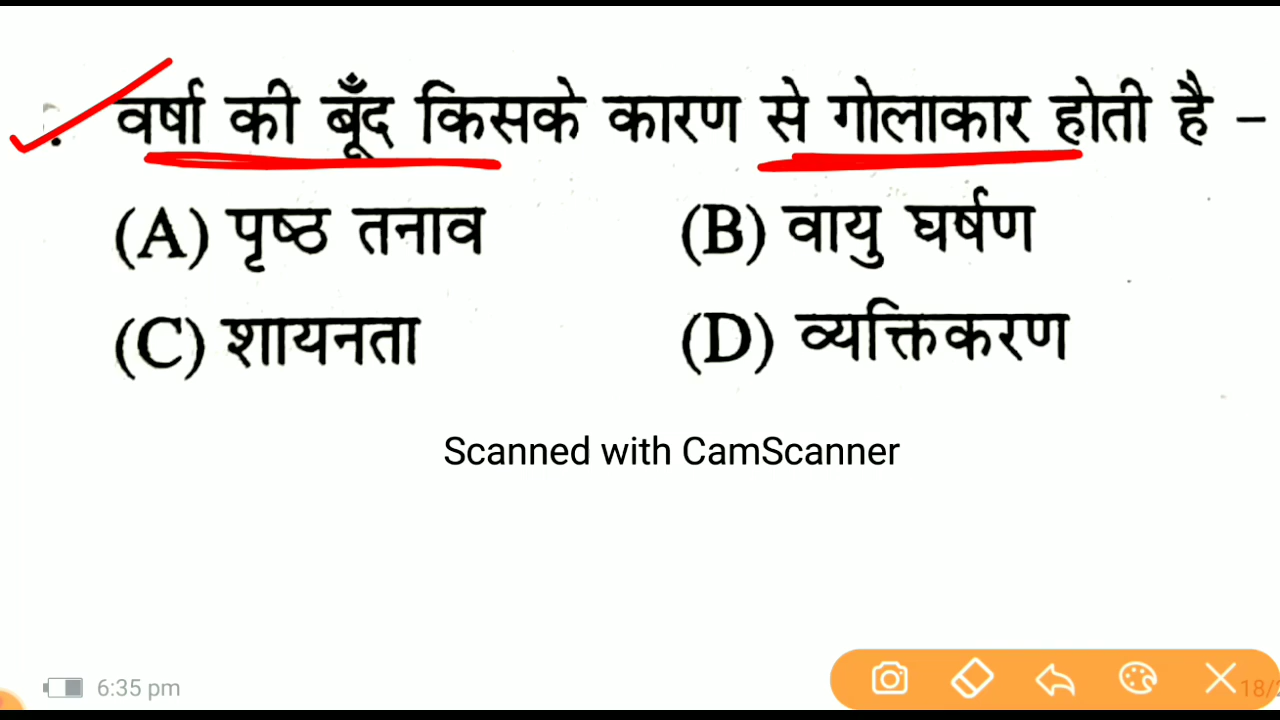 वर्षा की बूँद किसके कारण से गोलाकार होती है –
(A) पृष्ठ तनाव (B) वायु घर्षण
(C) शायनता (D) व्यक्तिकरण
Scanned with CamScanner
6:35 pm